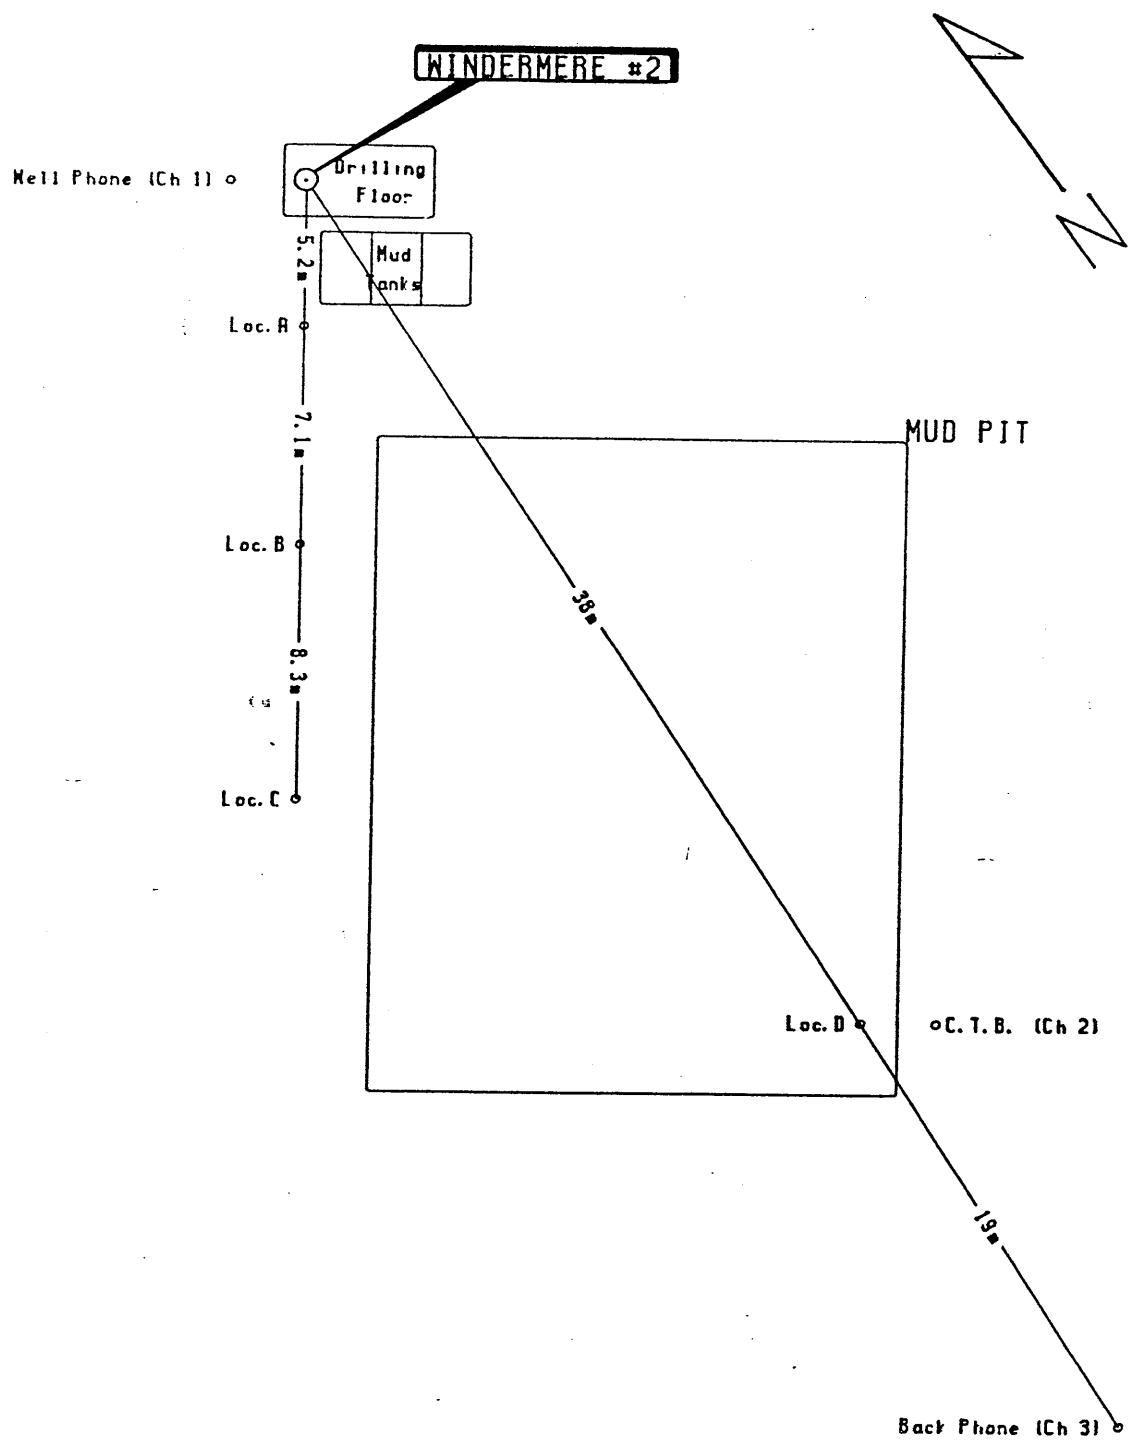 WINDERMERE #2
Well Phone (Ch 1)
Drilling
Floor
5.2m
Mud
Tanks
Loc. A
7.1m
MUD PIT
Loc. B
38m
8.3m
Loc. C
Loc. D
C.T.B. (Ch 2)
19m
Back Phone (Ch 3)
N